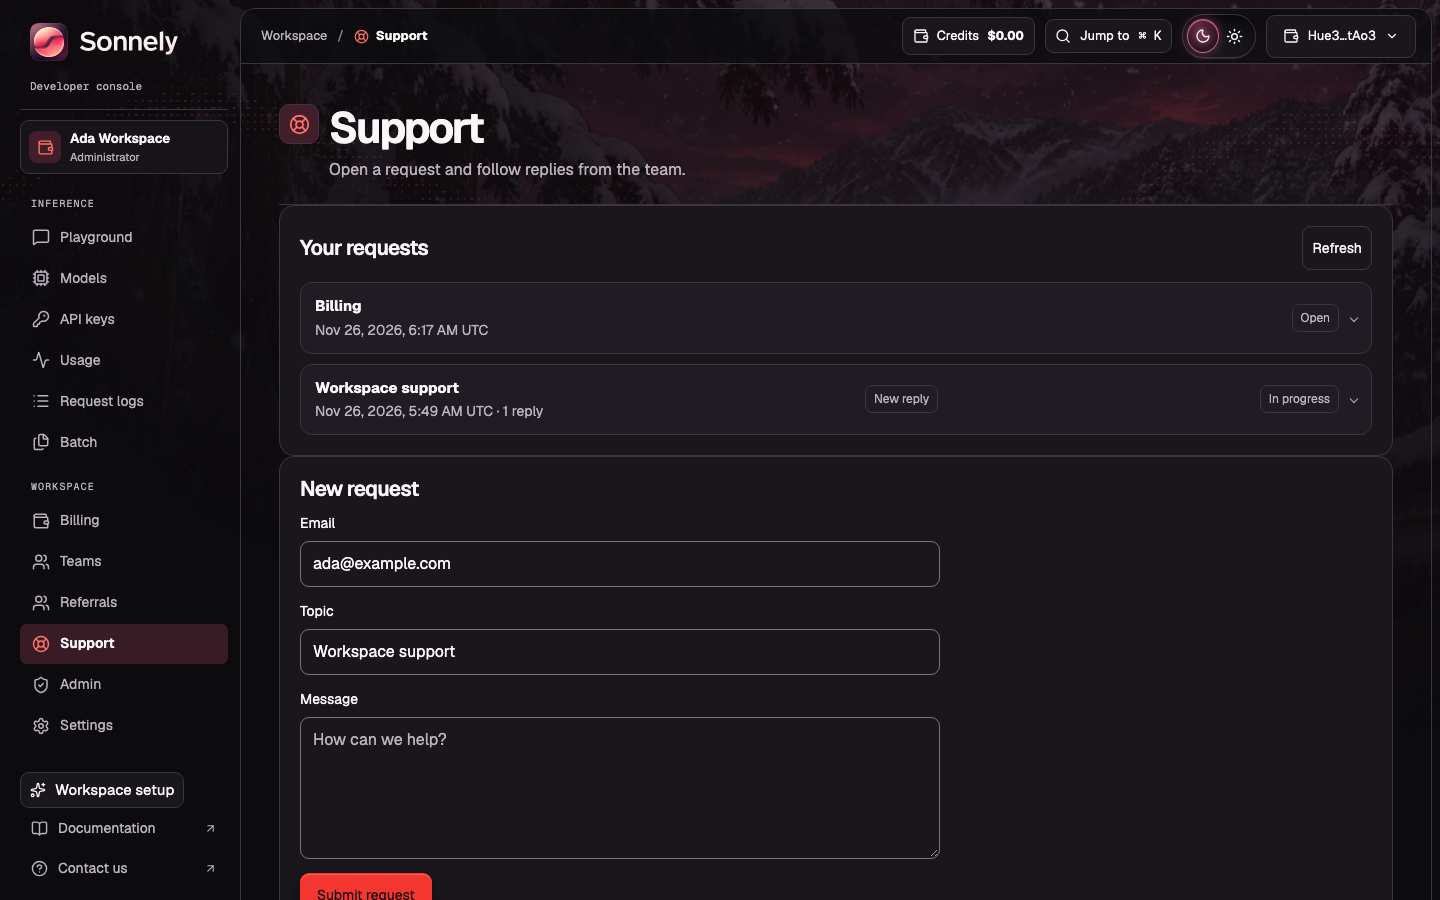 Sonnely
Developer console
Ada Workspace
Administrator
INFERENCE
Playground
Models
API keys
Usage
Request logs
Batch
WORKSPACE
Billing
Teams
Referrals
Support
Admin
Settings
Workspace setup
Documentation
Contact us
Workspace / Support
Credits $0.00
Jump to ⌘ K
Hue3...tAo3
Support
Open a request and follow replies from the team.
Your requests
Refresh
Billing
Nov 26, 2026, 6:17 AM UTC
Open
Workspace support
Nov 26, 2026, 5:49 AM UTC · 1 reply
New reply
In progress
New request
Email
ada@example.com
Topic
Workspace support
Message
How can we help?
Submit request